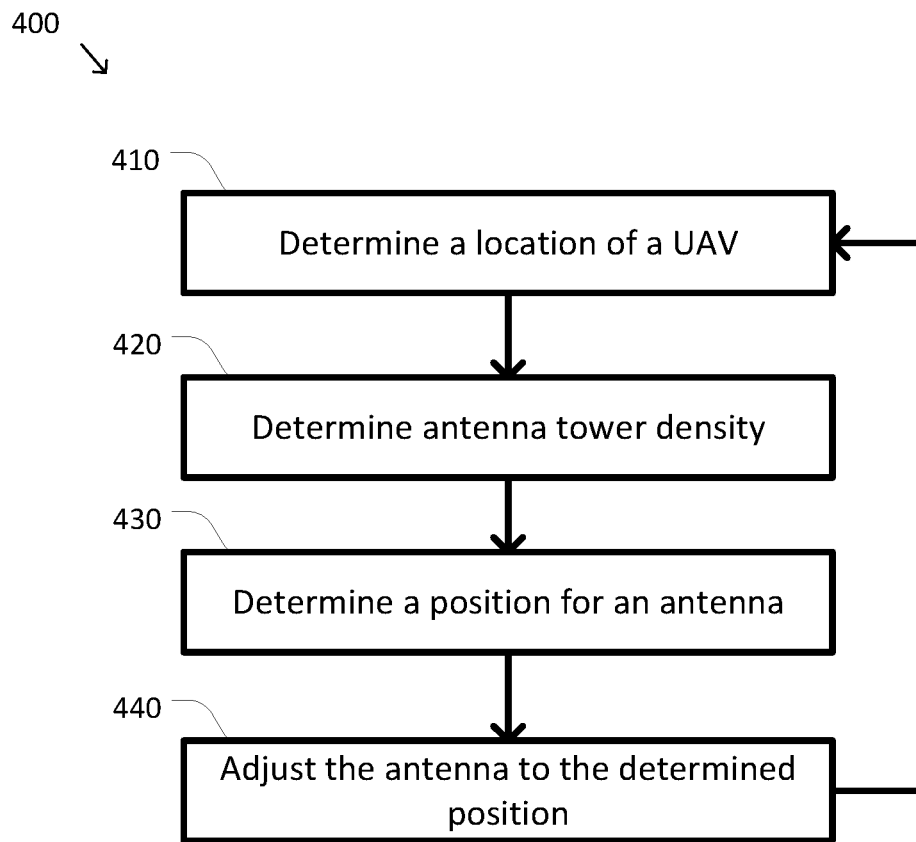 400
410
Determine a location of a UAV
420
Determine antenna tower density
430
Determine a position for an antenna
440
Adjust the antenna to the determined
position